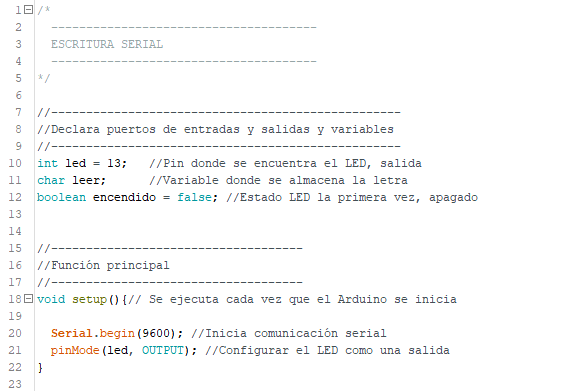 1 /*
2 --------------------------------------
3 ESCRITURA SERIAL
4 --------------------------------------
5 */
6
7 //--------------------------------------------------
8 //Declara puertos de entradas y salidas y variables
9 //--------------------------------------------------
10 int led = 13;   //Pin donde se encuentra el LED, salida
11 char leer;      //Variable donde se almacena la letra
12 boolean encendido = false; //Estado LED la primera vez, apagado
13
14
15 //------------------------------------
16 //Función principal
17 //------------------------------------
18 void setup(){// Se ejecuta cada vez que el Arduino se inicia
19
20   Serial.begin(9600); //Inicia comunicación serial
21   pinMode(led, OUTPUT); //Configurar el LED como una salida
22 }
23